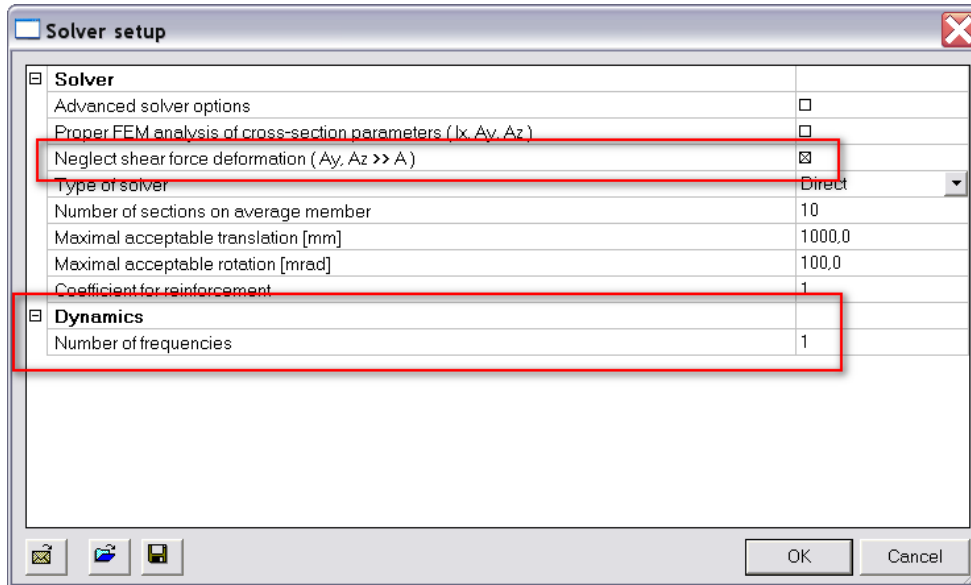 Solver setup
Solver
Advanced solver options
Proper FEM analysis of cross-section parameters ( Ix, Ay, Az )
Neglect shear force deformation ( Ay, Az >> A )
Type of solver Direct
Number of sections on average member 10
Maximal acceptable translation [mm] 1000,0
Maximal acceptable rotation [mrad] 100,0
Coefficient for reinforcement 1
Dynamics
Number of frequencies 1
OK Cancel